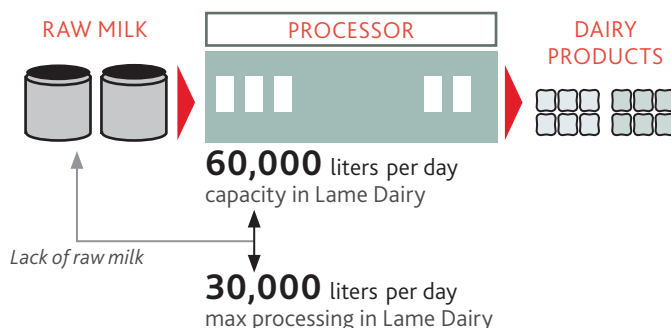 RAW MILK
PROCESSOR
DAIRY
PRODUCTS
60,000 liters per day
capacity in Lame Dairy
Lack of raw milk
30,000 liters per day
max processing in Lame Dairy